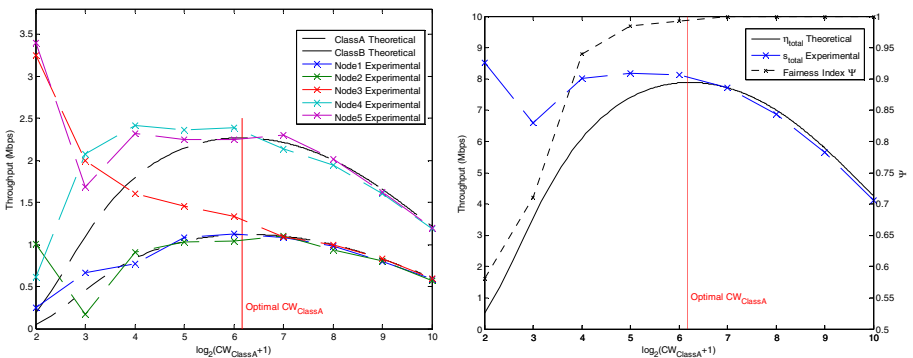 3.5
3
2.5
2
1.5
1
0.5
0
Throughput (Mbps)
ClassA Theoretical
ClassB Theoretical
Node1 Experimental
Node2 Experimental
Node3 Experimental
Node4 Experimental
Node5 Experimental
Optimal CW_ClassA
2 3 4 5 6 7 8 9 10
log₂(CW_ClassA+1)
10
9
8
7
6
5
4
3
2
1
0
Throughput (Mbps)
η_total Theoretical
s_total Experimental
Fairness Index Ψ
Optimal CW_ClassA
1
0.95
0.9
0.85
0.8
0.75
0.7
0.65
0.6
0.55
0.5
Ψ
2 3 4 5 6 7 8 9 10
log₂(CW_ClassA+1)